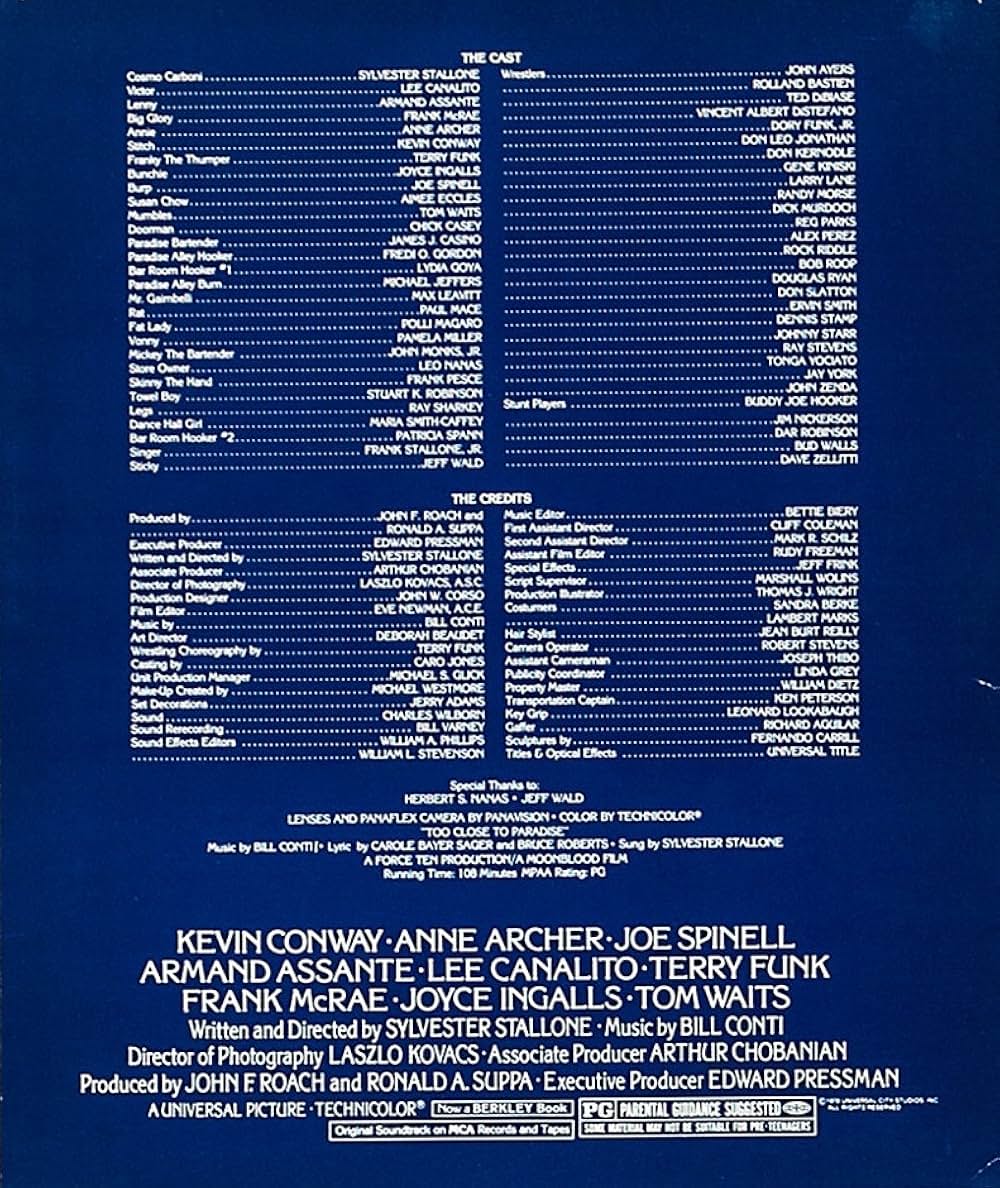 THE CAST
Cosmo Carboni SYLVESTER STALLONE
Victor LEE CANALITO
Lenny ARMAND ASSANTE
Big Glory FRANK McRAE
Annie ANNE ARCHER
Stitch KEVIN CONWAY
Franky The Thumper TERRY FUNK
Bunchie JOYCE INGALLS
Burp JOE SPINELL
Susan Chow AIMEE ECCLES
Mumbles TOM WAITS
Doorman CHICK CASEY
Paradise Bartender JAMES J. CASINO
Paradise Alley Hooker FREDI O. GORDON
Bar Room Hooker #1 LYDIA GOYA
Paradise Alley Bum MICHAEL JEFFERS
Mr. Gaimbelli MAX LEAVITT
Rat PAUL MACE
Fat Lady POLLI MAGARO
Vonny PAMELA MILLER
Mickey The Bartender JOHN MONKS, JR.
Store Owner LEO NANAS
Skinny The Hand FRANK PESCE
Towel Boy STUART K. ROBINSON
Legs RAY SHARKEY
Dance Hall Girl MARIA SMITH-CAFFEY
Bar Room Hooker #2 PATRICIA SPANN
Singer FRANK STALLONE, JR.
Sticky JEFF WALD
Wrestlers JOHN AYERS
ROLLAND BASTIEN
TED DIBIASE
VINCENT ALBERT DISTEFANO
DORY FUNK, JR.
DON LEO JONATHAN
DON KERNODLE
GENE KINISKI
LARRY LANE
RANDY MORSE
DICK MURDOCH
REG PARKS
ALEX PEREZ
ROCK RIDDLE
BOB ROOP
DOUGLAS RYAN
DON SLATTON
ERVIN SMITH
DENNIS STAMP
JOHNNY STARR
RAY STEVENS
TONGA YOCIATO
JAY YORK
JOHN ZENDA
Stunt Players BUDDY JOE HOOKER
JIM NICKERSON
DAR ROBINSON
BUD WALLS
DAVE ZELLITTI
THE CREDITS
Produced by JOHN F. ROACH and
RONALD A. SUPPA
Executive Producer EDWARD PRESSMAN
Written and Directed by SYLVESTER STALLONE
Associate Producer ARTHUR CHOBANIAN
Director of Photography LASZLO KOVACS, A.S.C.
Production Designer JOHN W. CORSO
Film Editor EVE NEWMAN, A.C.E.
Music by BILL CONTI
Art Director DEBORAH BEAUDET
Wrestling Choreography by TERRY FUNK
Casting by CARO JONES
Unit Production Manager MICHAEL S. GLICK
Make-Up Created by MICHAEL WESTMORE
Set Decorations JERRY ADAMS
Sound CHARLES WILBORN
Sound Rerecording BILL VARNEY
Sound Effects Editors WILLIAM A. PHILLIPS
WILLIAM L. STEVENSON
Music Editor BETTIE BIERY
First Assistant Director CLIFF COLEMAN
Second Assistant Director MARK R. SCHILZ
Assistant Film Editor RUDY FREEMAN
Special Effects JEFF FRINK
Script Supervisor MARSHALL WOLINS
Production Illustrator THOMAS J. WRIGHT
Costumers SANDRA BERKE
LAMBERT MARKS
Hair Stylist JEAN BURT REILLY
Camera Operator ROBERT STEVENS
Assistant Cameraman JOSEPH THIBO
Publicity Coordinator LINDA GREY
Property Master WILLIAM DIETZ
Transportation Captain KEN PETERSON
Key Grip LEONARD LOOKABAUGH
Gaffer RICHARD AGUILAR
Sculptures by FERNANDO CARRILL
Titles & Optical Effects UNIVERSAL TITLE
Special Thanks to:
HERBERT S. NANAS • JEFF WALD
LENSES AND PANAFLEX CAMERA BY PANAVISION • COLOR BY TECHNICOLOR®
"TOO CLOSE TO PARADISE"
Music by BILL CONTI • Lyric by CAROLE BAYER SAGER and BRUCE ROBERTS • Sung by SYLVESTER STALLONE
A FORCE TEN PRODUCTION/A MOONBLOOD FILM
Running Time: 108 Minutes MPAA Rating: PG
KEVIN CONWAY · ANNE ARCHER · JOE SPINELL
ARMAND ASSANTE · LEE CANALITO · TERRY FUNK
FRANK McRAE · JOYCE INGALLS · TOM WAITS
Written and Directed by SYLVESTER STALLONE · Music by BILL CONTI
Director of Photography LASZLO KOVACS · Associate Producer ARTHUR CHOBANIAN
Produced by JOHN F. ROACH and RONALD A. SUPPA · Executive Producer EDWARD PRESSMAN
A UNIVERSAL PICTURE · TECHNICOLOR® Now a BERKLEY Book
Original Soundtrack on MCA Records and Tapes
PG PARENTAL GUIDANCE SUGGESTED
SOME MATERIAL MAY NOT BE SUITABLE FOR PRE-TEENAGERS
© 1978 UNIVERSAL CITY STUDIOS INC
ALL RIGHTS RESERVED